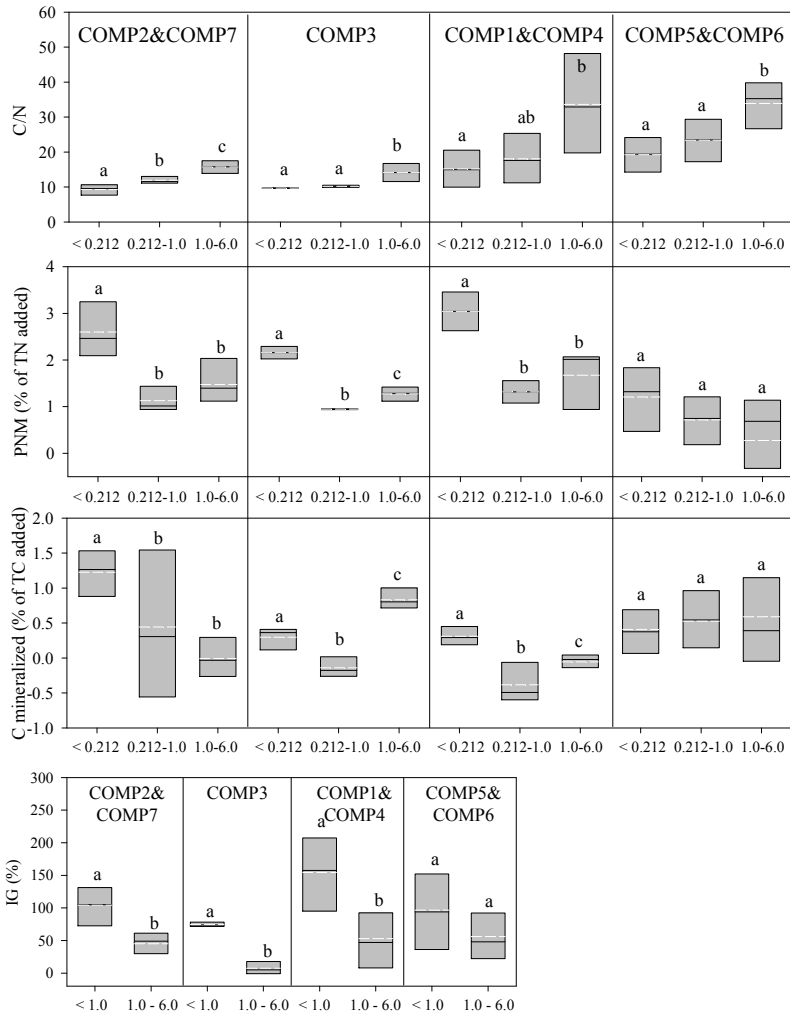 COMP2&COMP7 COMP3 COMP1&COMP4 COMP5&COMP6
C/N
60
50
40
30
20
10
0
a b c a a b a ab b a a b
< 0.212 0.212-1.0 1.0-6.0 < 0.212 0.212-1.0 1.0-6.0 < 0.212 0.212-1.0 1.0-6.0 < 0.212 0.212-1.0 1.0-6.0
PNM (% of TN added)
4
3
2
1
0
a b b a b c a b b a a a
< 0.212 0.212-1.0 1.0-6.0 < 0.212 0.212-1.0 1.0-6.0 < 0.212 0.212-1.0 1.0-6.0 < 0.212 0.212-1.0 1.0-6.0
C mineralized (% of TC added)
2.0
1.5
1.0
0.5
0.0
-0.5
-1.0
a b b a b c a b c a a a
< 0.212 0.212-1.0 1.0-6.0 < 0.212 0.212-1.0 1.0-6.0 < 0.212 0.212-1.0 1.0-6.0 < 0.212 0.212-1.0 1.0-6.0
COMP2& COMP3 COMP1& COMP5&
COMP7 COMP4 COMP6
IG (%)
300
250
200
150
100
50
0
a b a b a b a a
< 1.0 1.0 - 6.0 < 1.0 1.0 - 6.0 < 1.0 1.0 - 6.0 < 1.0 1.0 - 6.0